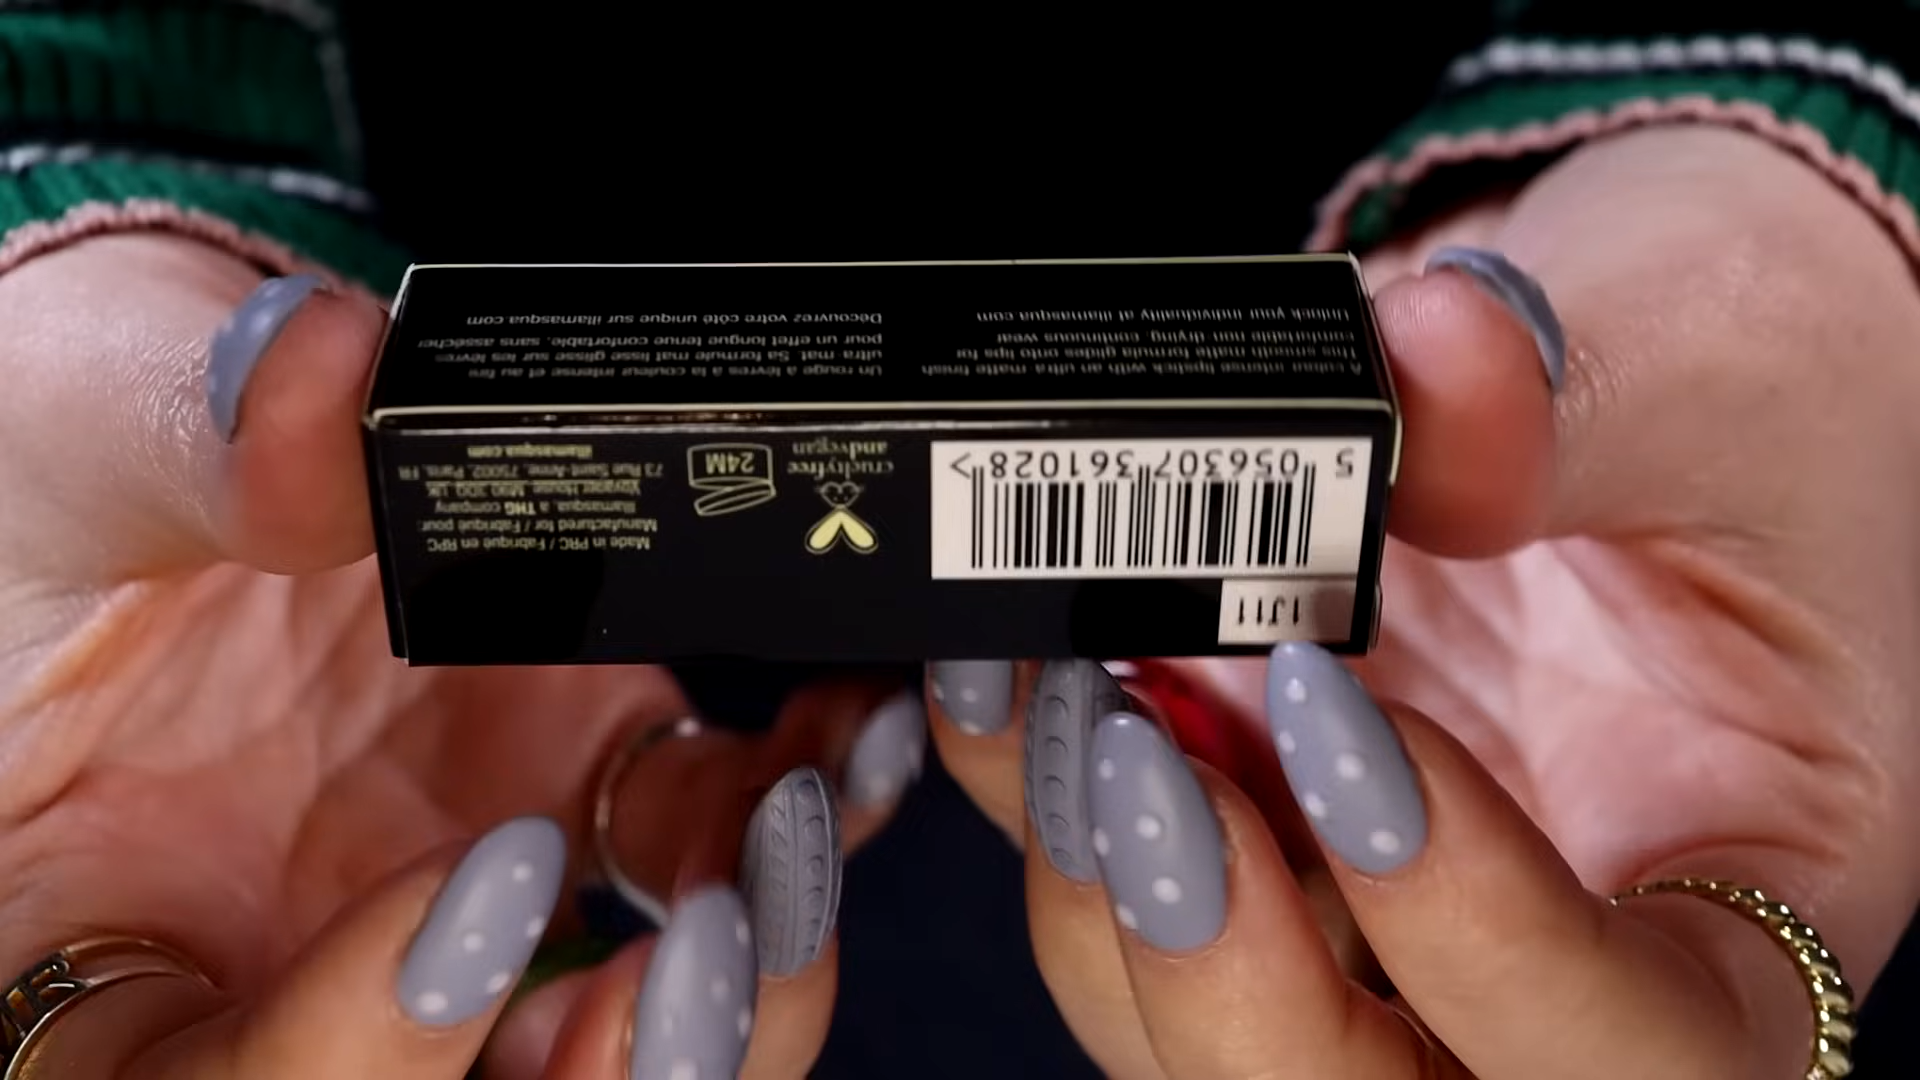 1J11
5 056307 361028 >
crueltyfree
andvegan
24M
Made in PRC / Fabriqué en RPC
Manufactured for / Fabriqué pour:
Illamasqua, a THG company
Voyager House, M90 3DQ, UK
73 Rue Saint-Anne, 75002, Paris, FR
illamasqua.com
A colour intense lipstick with an ultra-matte finish
This smooth matte formula glides onto lips for
comfortable non drying, continuous wear
Unlock your individuality at illamasqua.com
Un rouge à lèvres à la couleur intense et au fini
ultra mat. Sa formule mat lisse glisse sur les lèvres
pour un effet longue tenue confortable, sans assécher
Découvrez votre côté unique sur illamasqua.com